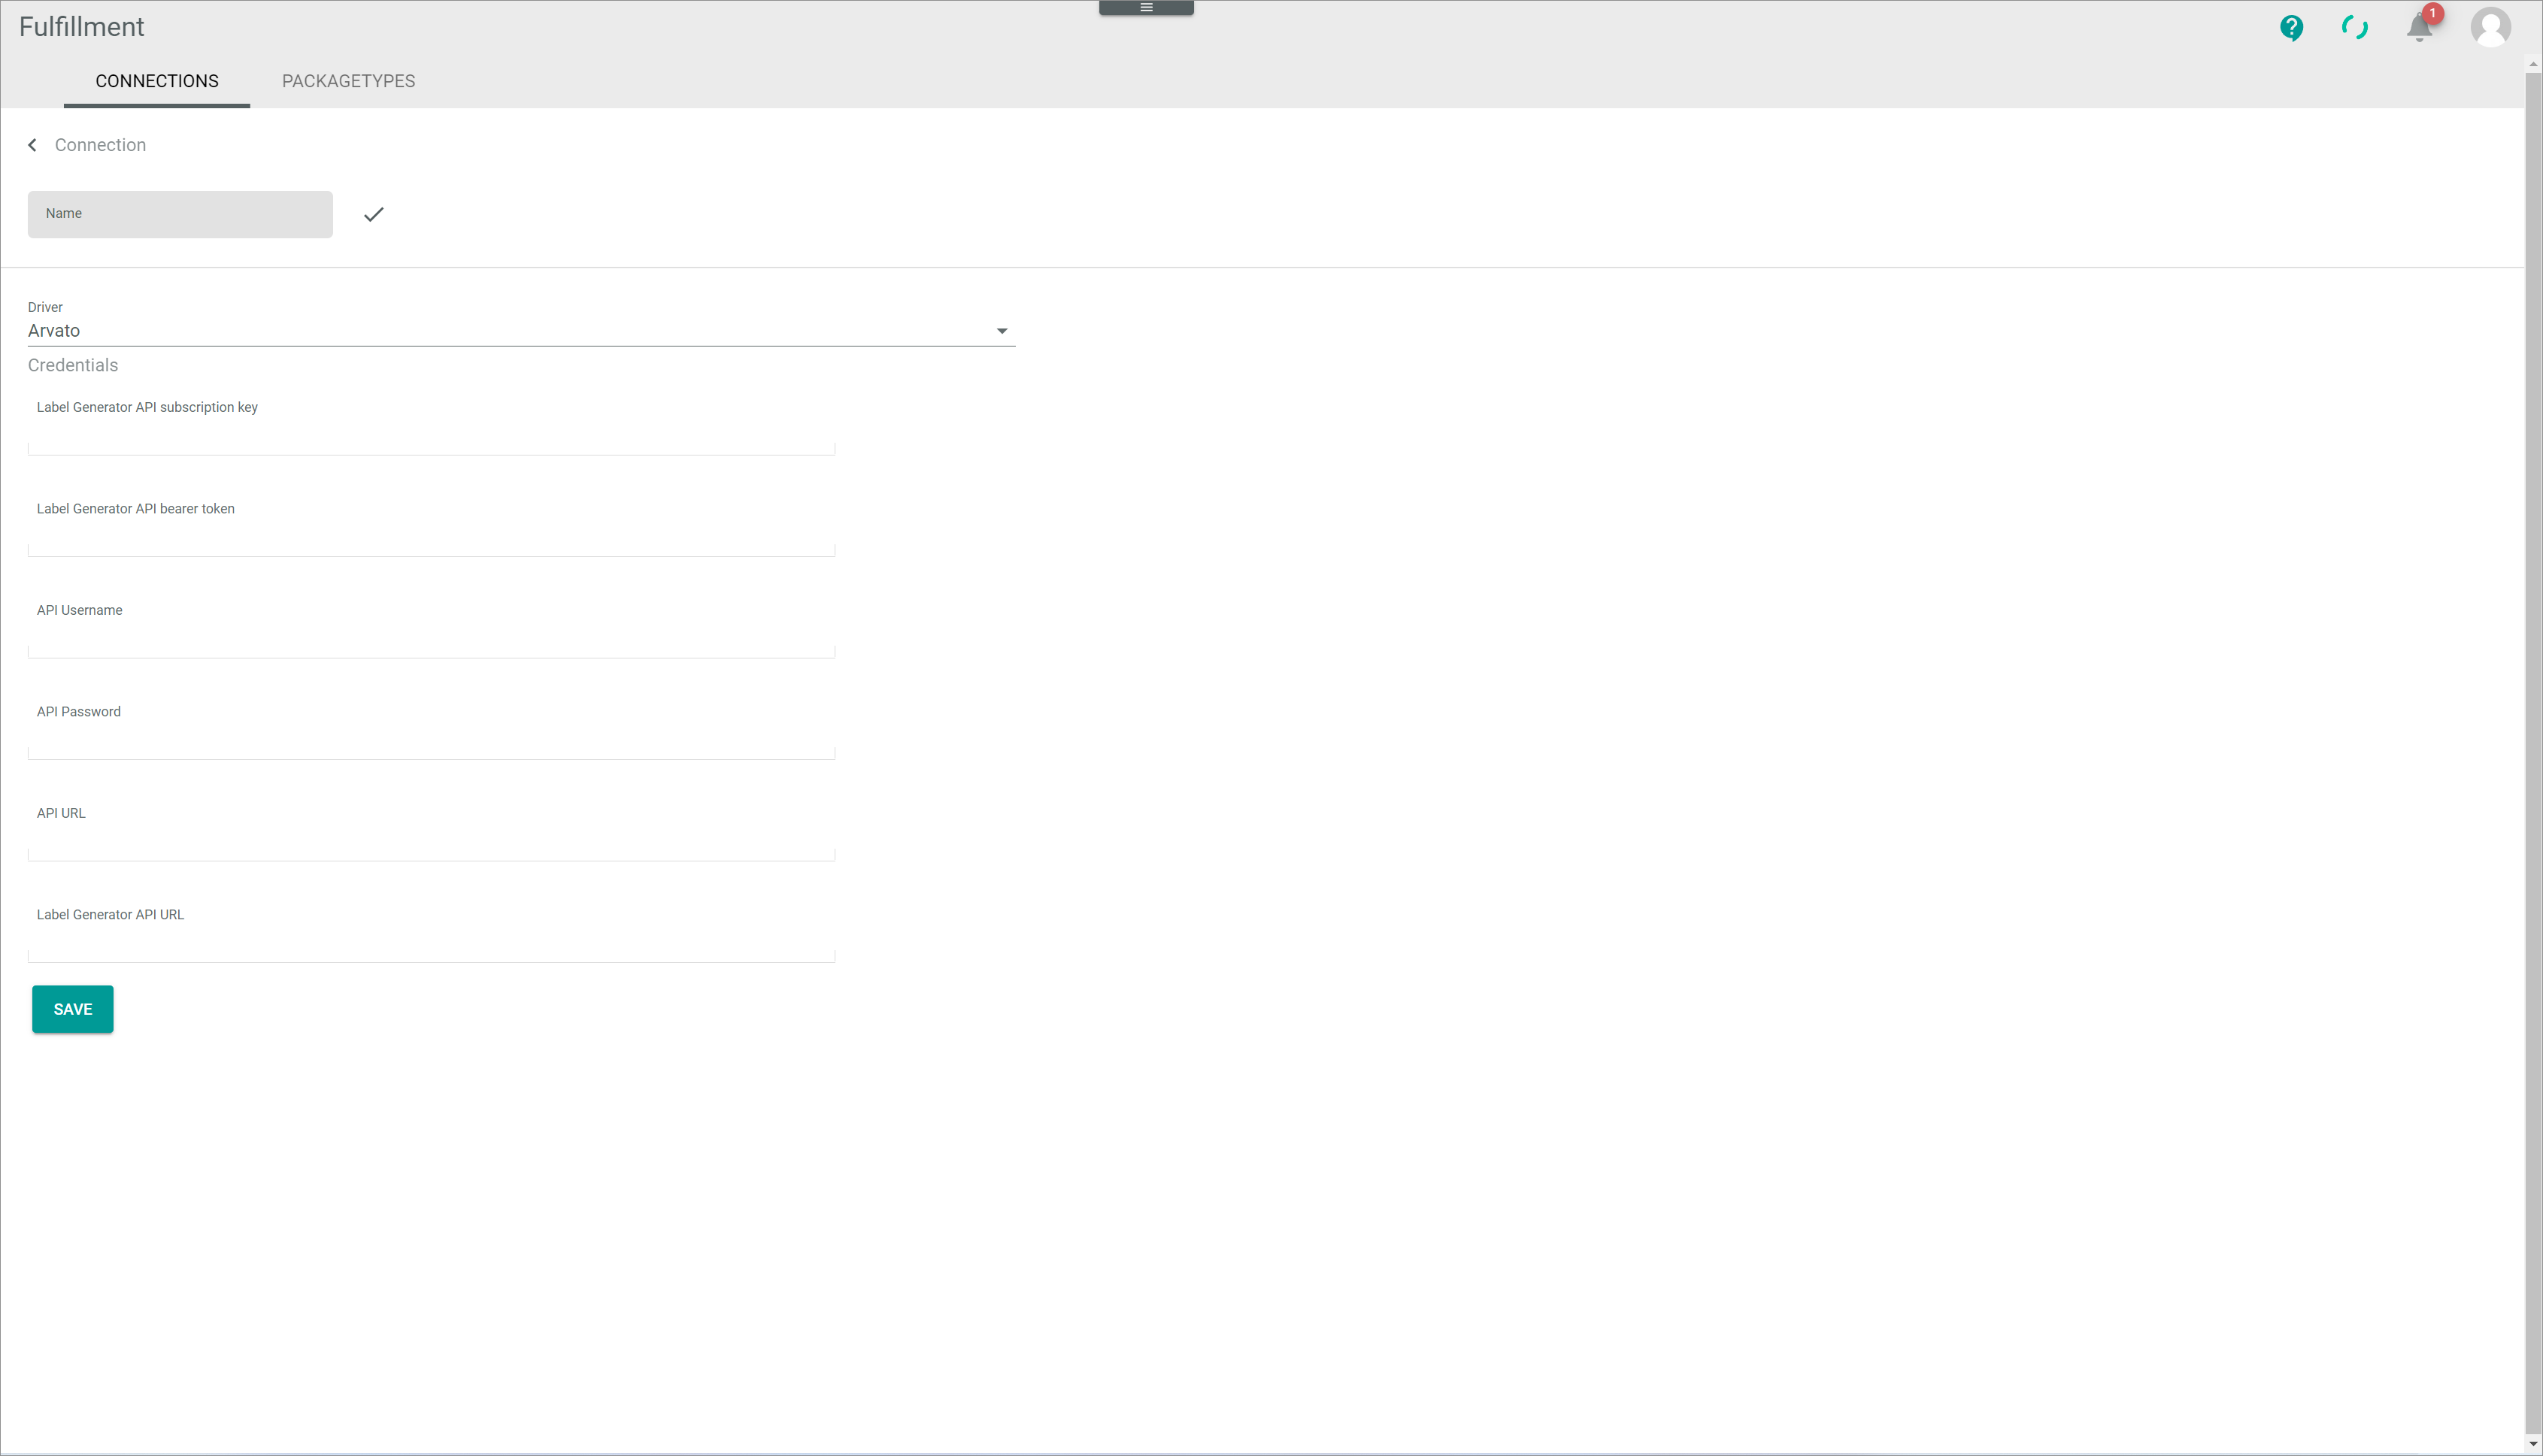 Fulfillment
1
CONNECTIONS
PACKAGETYPES
Connection
Name
Driver
Arvato
Credentials
Label Generator API subscription key
Label Generator API bearer token
API Username
API Password
API URL
Label Generator API URL
SAVE